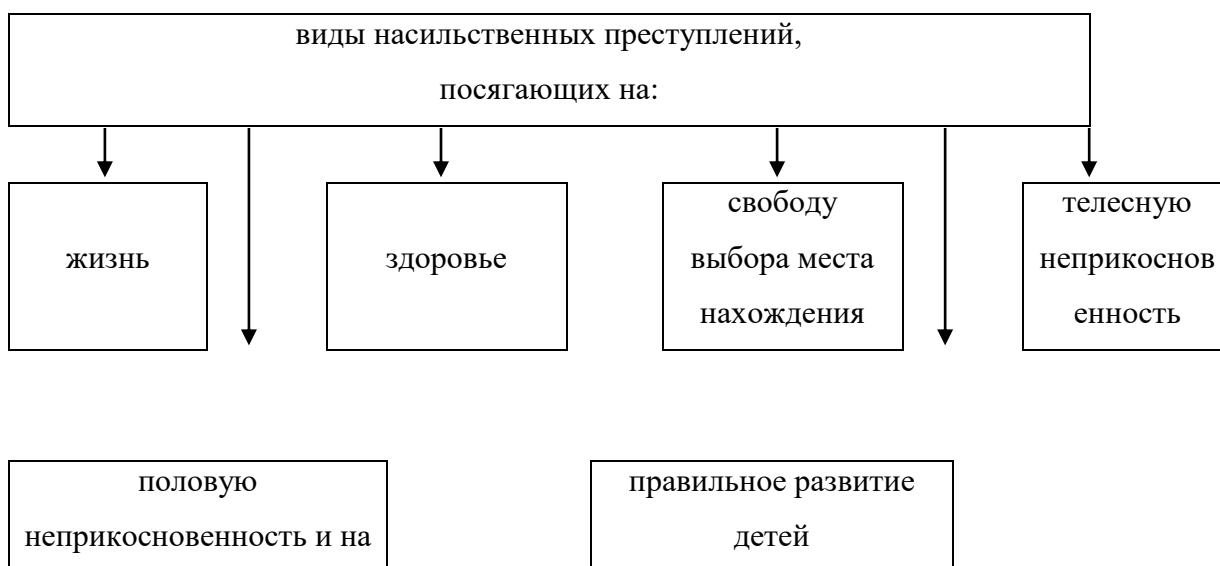 виды насильственных преступлений,
посягающих на:
жизнь
здоровье
свободу
выбора места
нахождения
телесную
неприкоснов
енность
половую
неприкосновенность и на
правильное развитие
детей